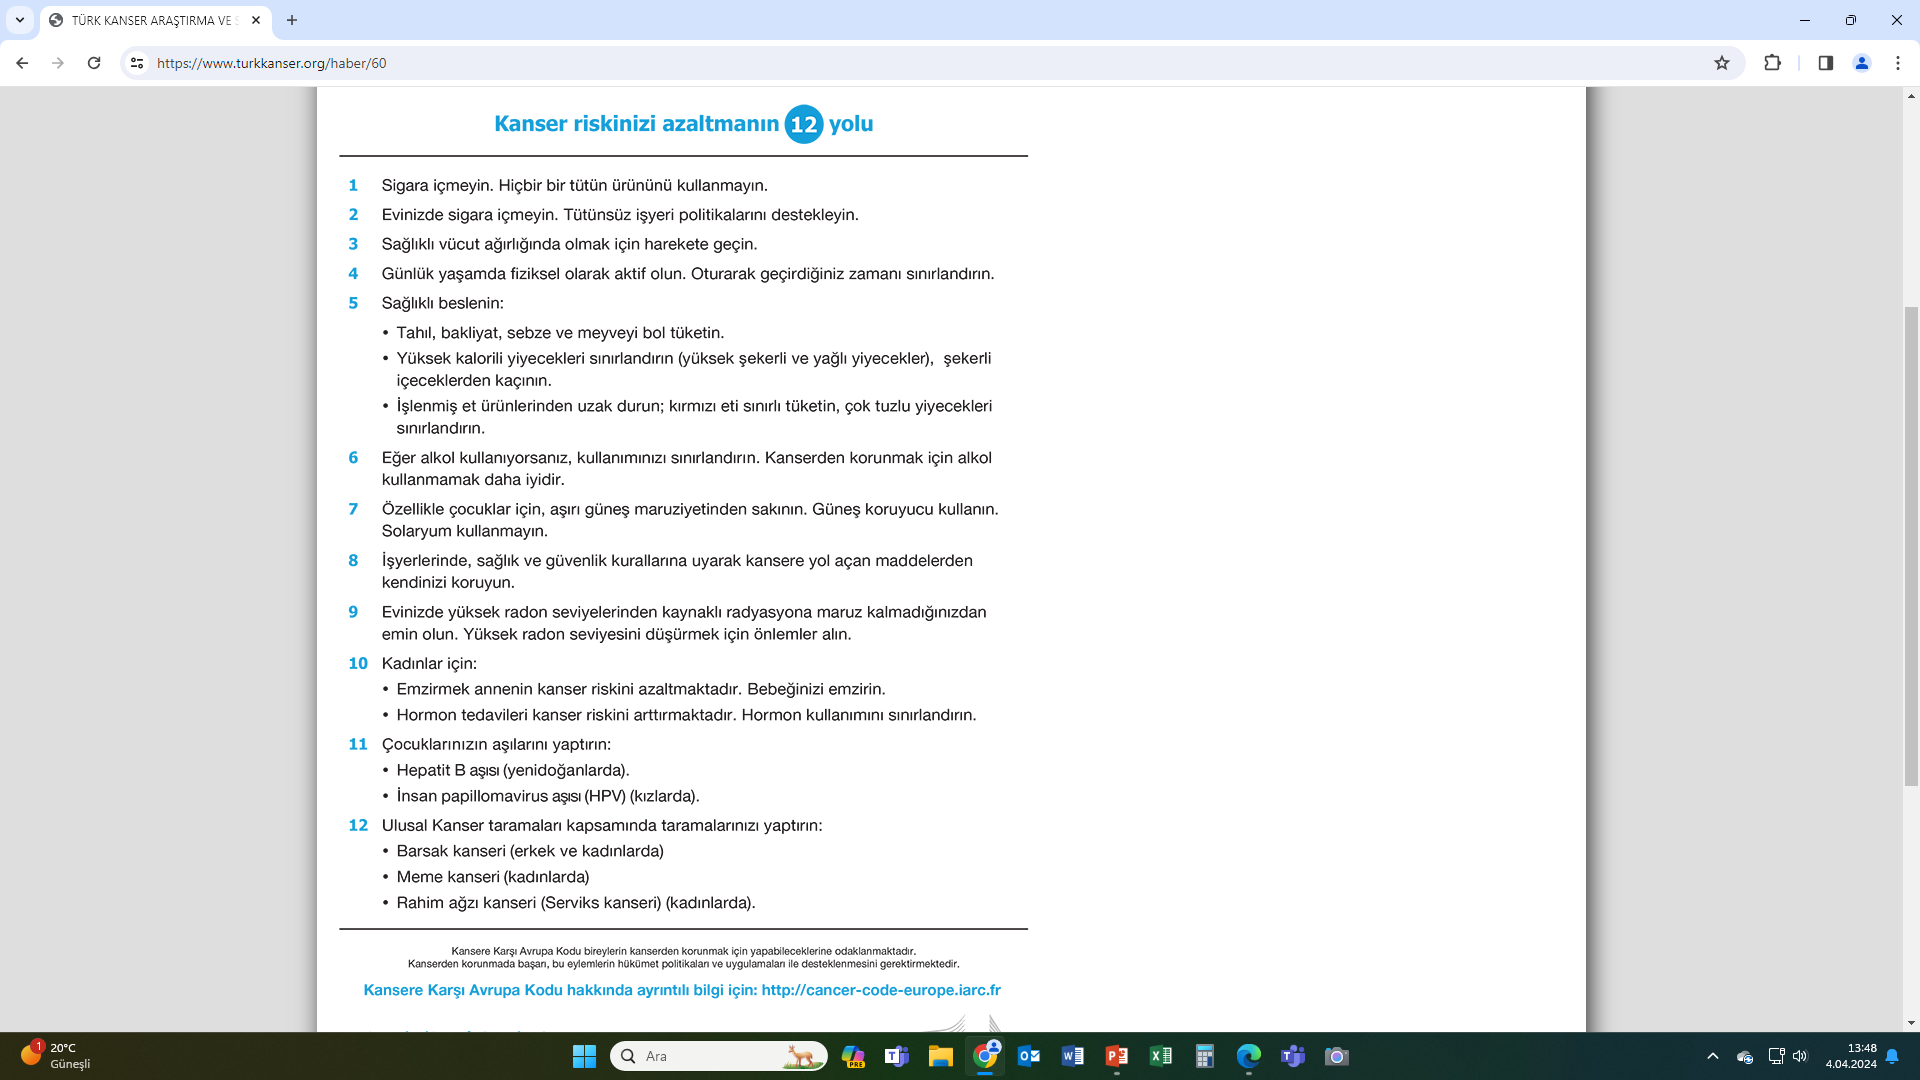 TÜRK KANSER ARAŞTIRMA VE S
https://www.turkkanser.org/haber/60
Kanser riskinizi azaltmanın 12 yolu
1 Sigara içmeyin. Hiçbir bir tütün ürününü kullanmayın.
2 Evinizde sigara içmeyin. Tütünsüz işyeri politikalarını destekleyin.
3 Sağlıklı vücut ağırlığında olmak için harekete geçin.
4 Günlük yaşamda fiziksel olarak aktif olun. Oturarak geçirdiğiniz zamanı sınırlandırın.
5 Sağlıklı beslenin:
• Tahıl, bakliyat, sebze ve meyveyi bol tüketin.
• Yüksek kalorili yiyecekleri sınırlandırın (yüksek şekerli ve yağlı yiyecekler), şekerli
içeceklerden kaçının.
• İşlenmiş et ürünlerinden uzak durun; kırmızı eti sınırlı tüketin, çok tuzlu yiyecekleri
sınırlandırın.
6 Eğer alkol kullanıyorsanız, kullanımınızı sınırlandırın. Kanserden korunmak için alkol
kullanmamak daha iyidir.
7 Özellikle çocuklar için, aşırı güneş maruziyetinden sakının. Güneş koruyucu kullanın.
Solaryum kullanmayın.
8 İşyerlerinde, sağlık ve güvenlik kurallarına uyarak kansere yol açan maddelerden
kendinizi koruyun.
9 Evinizde yüksek radon seviyelerinden kaynaklı radyasyona maruz kalmadığınızdan
emin olun. Yüksek radon seviyesini düşürmek için önlemler alın.
10 Kadınlar için:
• Emzirmek annenin kanser riskini azaltmaktadır. Bebeğinizi emzirin.
• Hormon tedavileri kanser riskini arttırmaktadır. Hormon kullanımını sınırlandırın.
11 Çocuklarınızın aşılarını yaptırın:
• Hepatit B aşısı (yenidoğanlarda).
• İnsan papillomavirus aşısı (HPV) (kızlarda).
12 Ulusal Kanser taramaları kapsamında taramalarınızı yaptırın:
• Barsak kanseri (erkek ve kadınlarda)
• Meme kanseri (kadınlarda)
• Rahim ağzı kanseri (Serviks kanseri) (kadınlarda).
Kansere Karşı Avrupa Kodu bireylerin kanserden korunmak için yapabileceklerine odaklanmaktadır.
Kanserden korunmada başarı, bu eylemlerin hükümet politikaları ve uygulamaları ile desteklenmesini gerektirmektedir.
Kansere Karşı Avrupa Kodu hakkında ayrıntılı bilgi için: http://cancer-code-europe.iarc.fr
1
20°C
Güneşli
Ara
PRE
13:48
4.04.2024